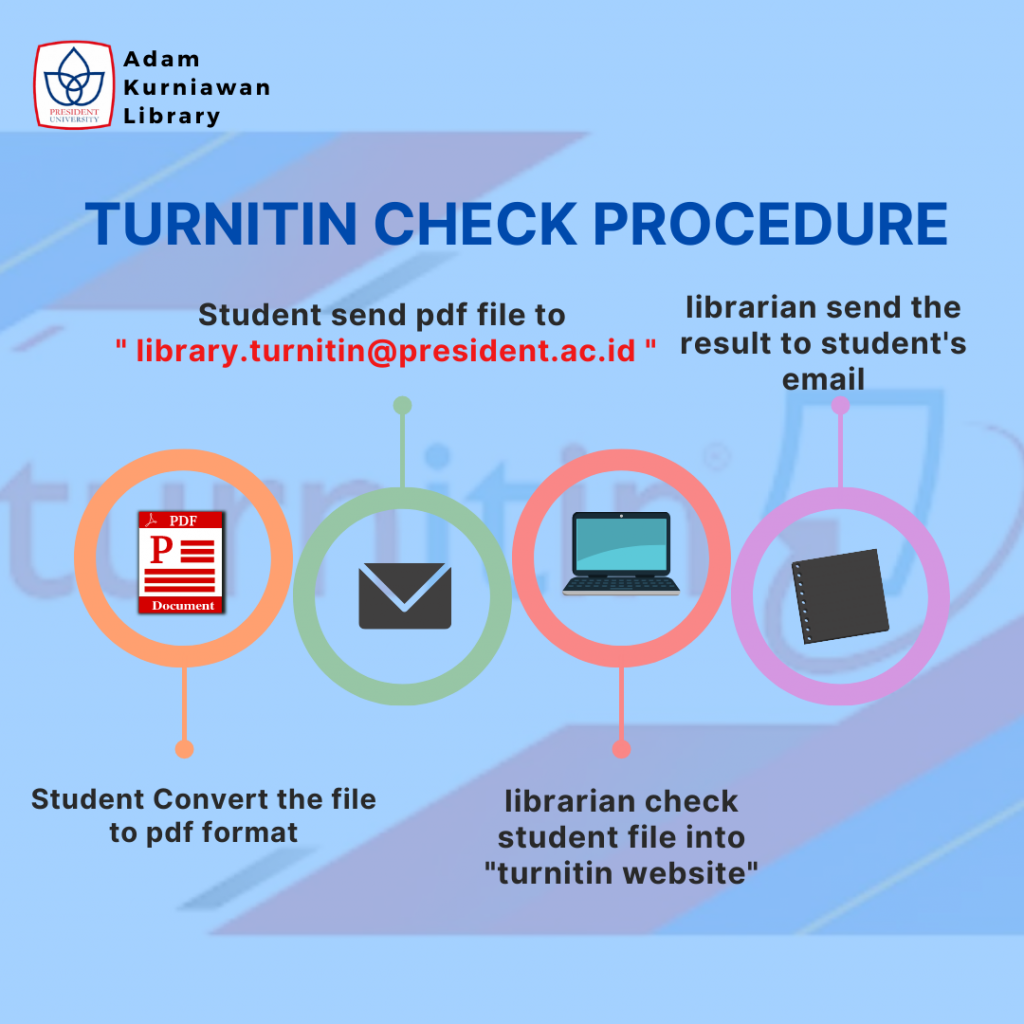 Adam
Kurniawan
Library
PRESIDENT
UNIVERSITY
TURNITIN CHECK PROCEDURE
Student send pdf file to
" library.turnitin@president.ac.id "
librarian send the
result to student's
email
turnitin
PDF
P
Document
Student Convert the file
to pdf format
librarian check
student file into
"turnitin website"